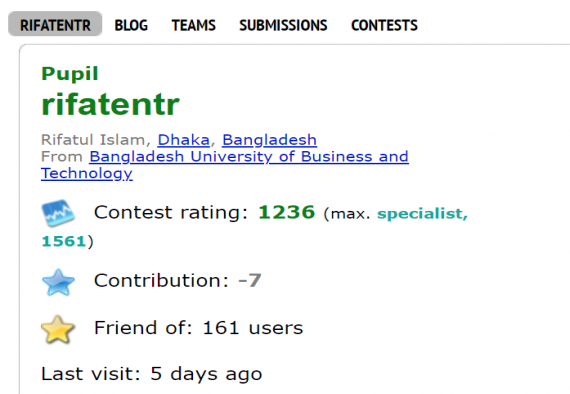 RIFATENTR BLOG TEAMS SUBMISSIONS CONTESTS
Pupil
rifatentr
Rifatul Islam, Dhaka, Bangladesh
From Bangladesh University of Business and
Technology
Contest rating: 1236 (max. specialist,
1561)
Contribution: -7
Friend of: 161 users
Last visit: 5 days ago